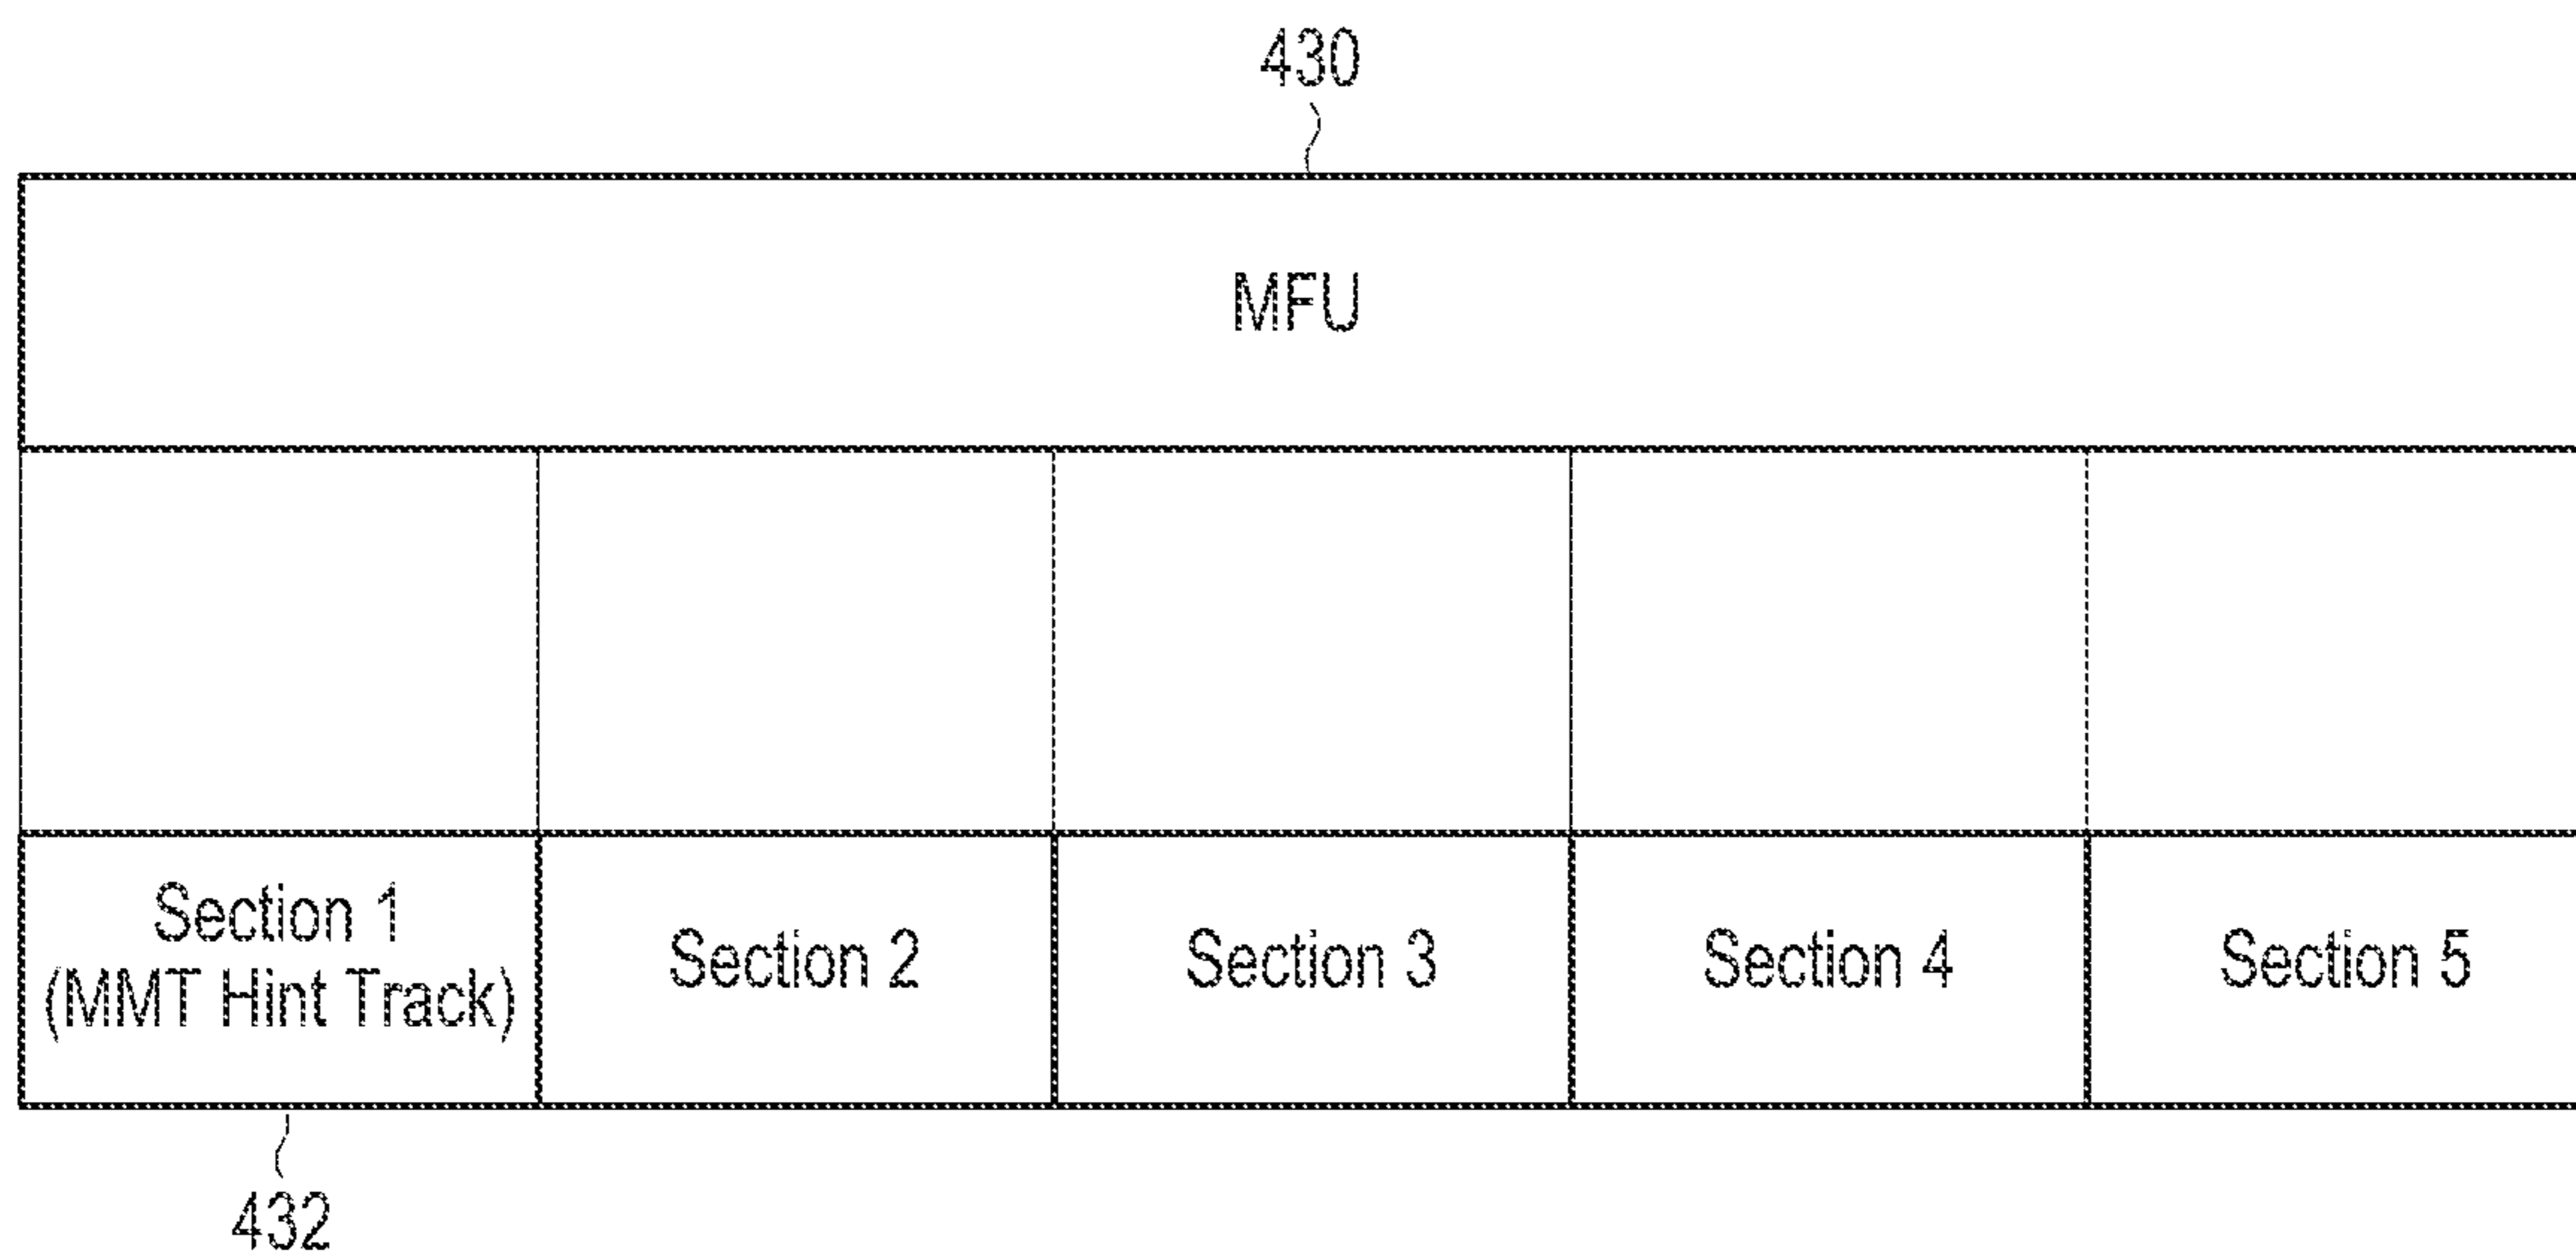 430
MFU
Section 1
(MMT Hint Track)
Section 2
Section 3
Section 4
Section 5
432